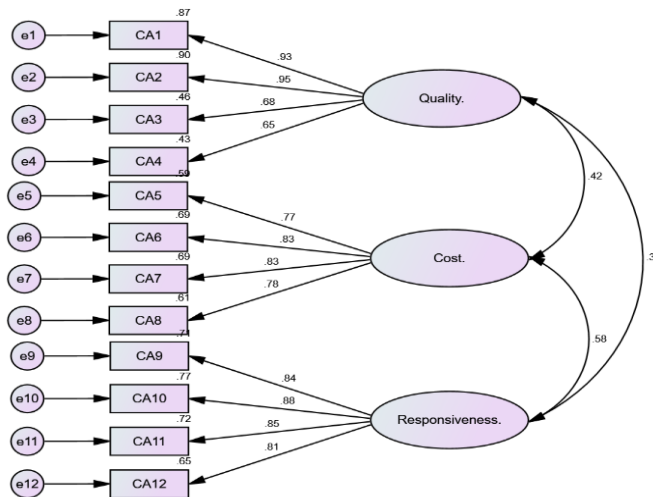 .87
e1 CA1
.93
.90
e2 CA2
.95
Quality.
.46
e3 CA3
.68
.43
.65
e4 CA4
.59
e5 CA5
.42
.77
.69
e6 CA6
.83
Cost.
.69
e7 CA7
.83
.61
.78
e8 CA8
.71
e9 CA9
.58
.84
.77
e10 CA10
.88
Responsiveness.
.72
e11 CA11
.85
.65
.81
e12 CA12